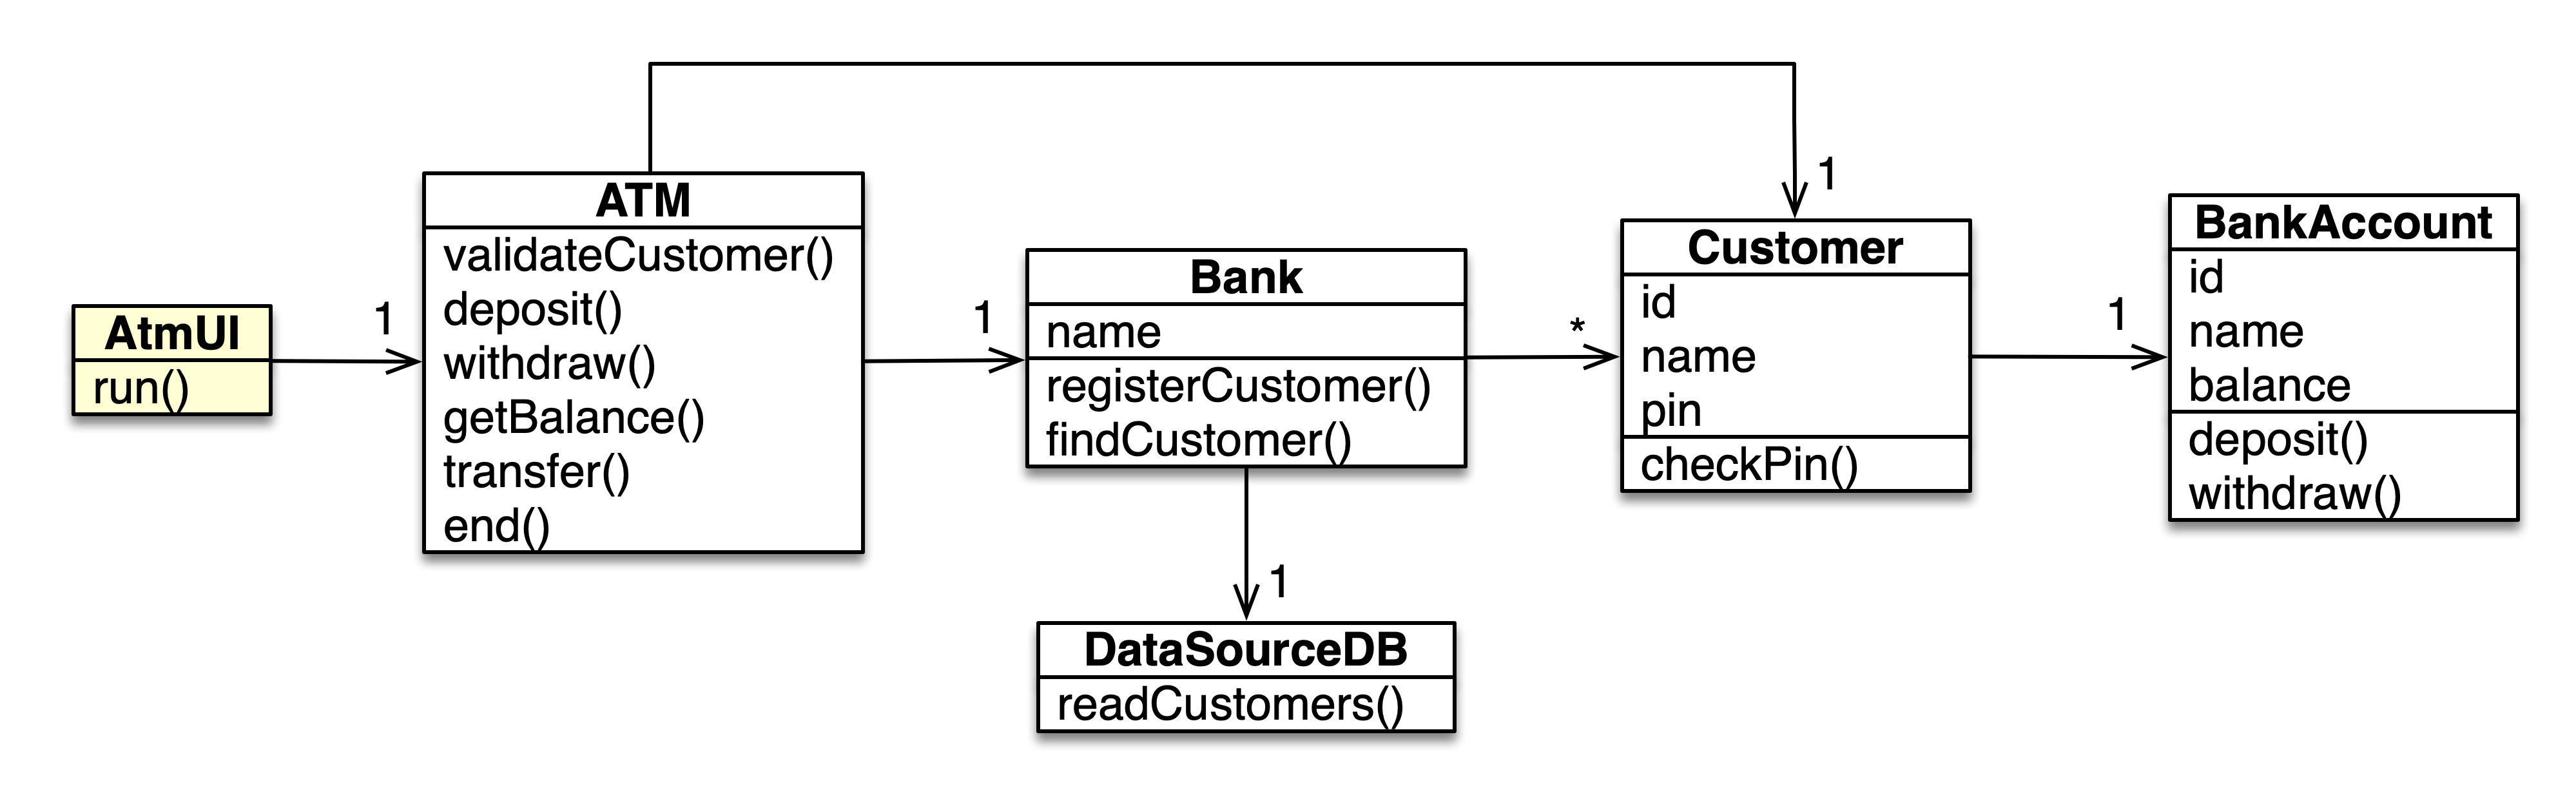 AtmUI
run()
1
ATM
validateCustomer()
deposit()
withdraw()
getBalance()
transfer()
end()
1
Bank
name
registerCustomer()
findCustomer()
1
DataSourceDB
readCustomers()
*
1
Customer
id
name
pin
checkPin()
1
BankAccount
id
name
balance
deposit()
withdraw()